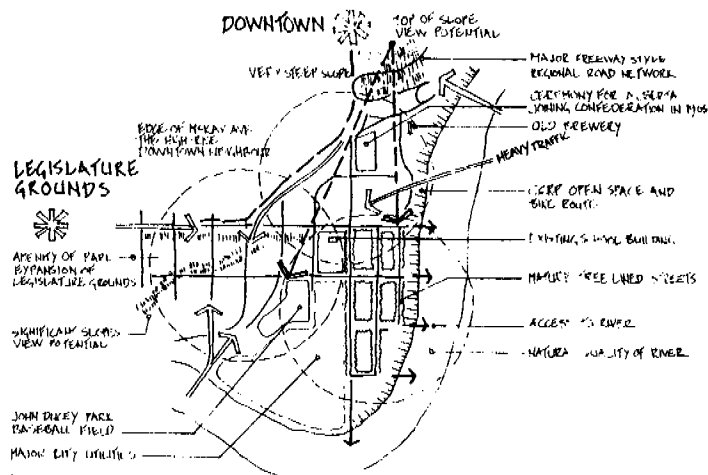 DOWNTOWN
TOP OF SLOPE
VIEW POTENTIAL
VERY STEEP SLOPE
MAJOR FREEWAY STYLE
REGIONAL ROAD NETWORK
CEREMONY FOR ALBERTA
JOINING CONFEDERATION IN 1905
OLD BREWERY
HEAVY TRAFFIC
EDGE OF MCKAY AVE.
THE HIGH RISE
DOWNTOWN NEIGHBOUR
LEGISLATURE
GROUNDS
OPEN SPACE AND
BIKE ROUTE
EXISTING SCHOOL BUILDING
AMENITY OF PARK
EXPANSION OF
LEGISLATURE GROUNDS
MATURE TREE LINED STREETS
SIGNIFICANT SLOPES
VIEW POTENTIAL
ACCESS TO RIVER
NATURAL QUALITY OF RIVER
JOHN DUCEY PARK
BASEBALL FIELD
MAJOR CITY UTILITIES